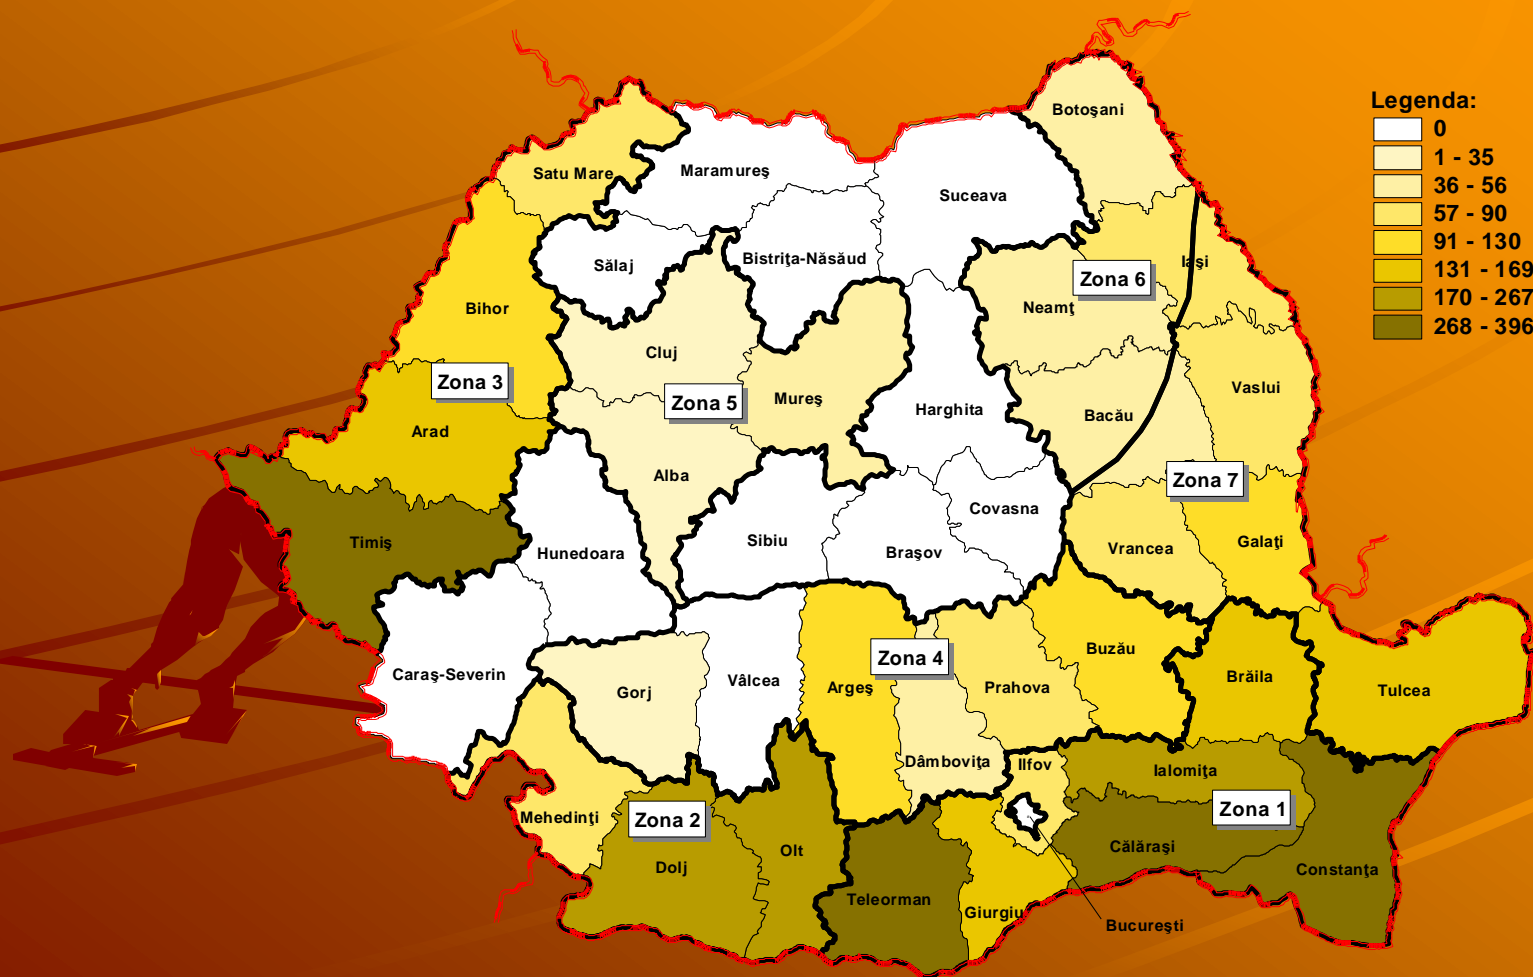 Botoşani
Legenda:
0
1 - 35
36 - 56
57 - 90
91 - 130
131 - 169
170 - 267
268 - 396
Satu Mare
Maramureş
Suceava
Sălaj
Bistriţa-Năsăud
Iaşi
Zona 6
Neamţ
Bihor
Cluj
Zona 3
Zona 5
Mureş
Vaslui
Harghita
Bacău
Arad
Alba
Zona 7
Covasna
Timiş
Hunedoara
Sibiu
Braşov
Vrancea
Galaţi
Caraş-Severin
Gorj
Vâlcea
Argeş
Zona 4
Prahova
Buzău
Brăila
Tulcea
Dâmboviţa
Ilfov
Ialomiţa
Mehedinţi
Zona 2
Zona 1
Olt
Dolj
Călăraşi
Constanţa
Teleorman
Giurgiu
Bucureşti